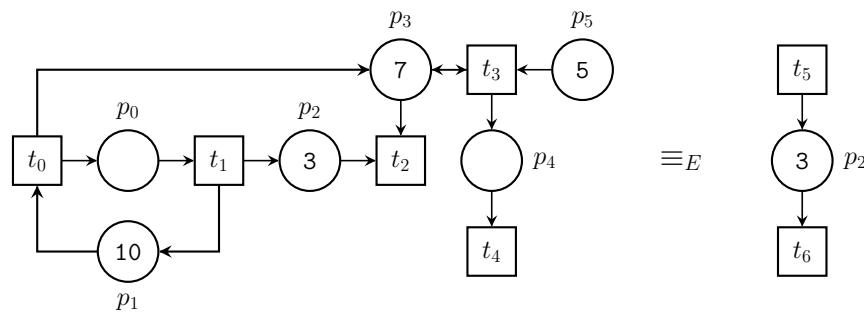 p₃ p₅
7 t₃ 5 t₅
p₀ p₂
t₀ t₁ 3 t₂ p₄ ≡_E 3 p₂
10 t₄ t₆
p₁